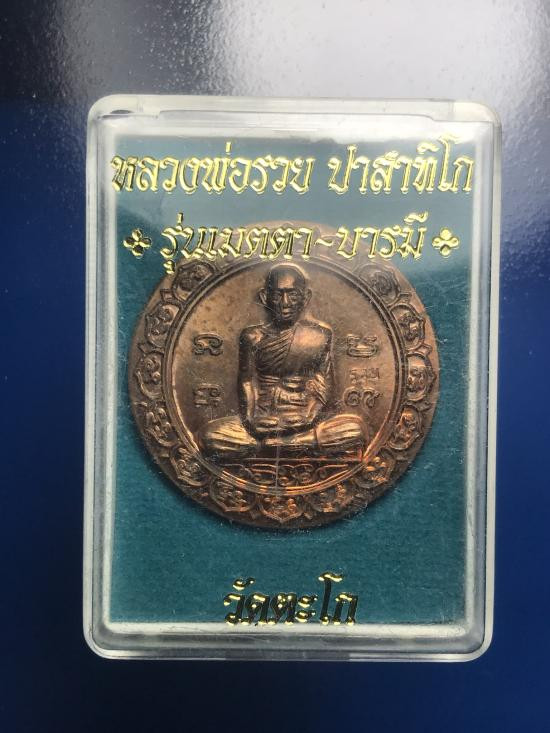 หลวงพ่อรวย ปาสาทิโก
รุ่นเมตตา-บารมี
วัดตะโก